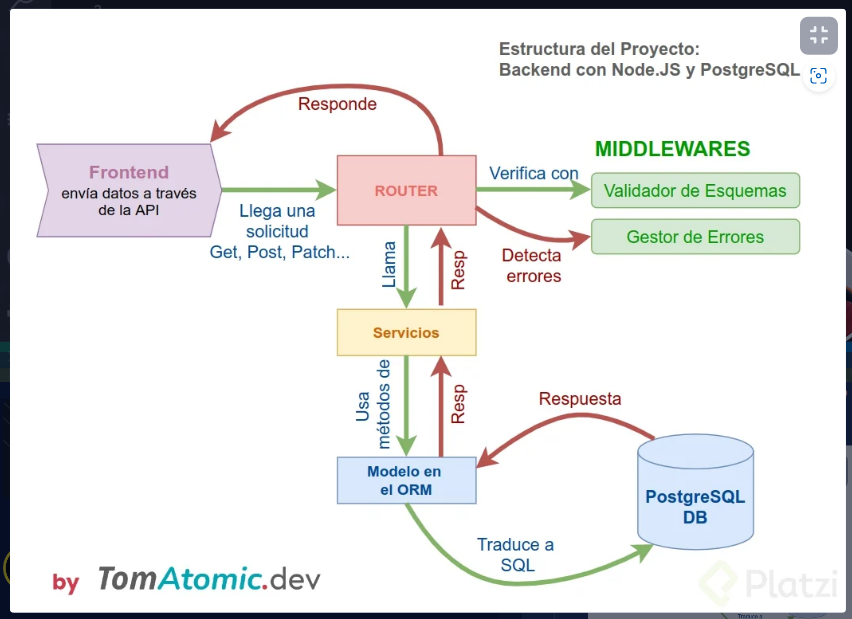 Estructura del Proyecto:
Backend con Node.JS y PostgreSQL
Responde
Frontend
envía datos a través
de la API
Llega una
solicitud
Get, Post, Patch...
ROUTER
Verifica con
MIDDLEWARES
Validador de Esquemas
Gestor de Errores
Detecta
errores
Llama
Resp
Servicios
Usa
métodos de
Resp
Modelo en
el ORM
Respuesta
PostgreSQL
DB
Traduce a
SQL
by TomAtomic.dev
Platzi